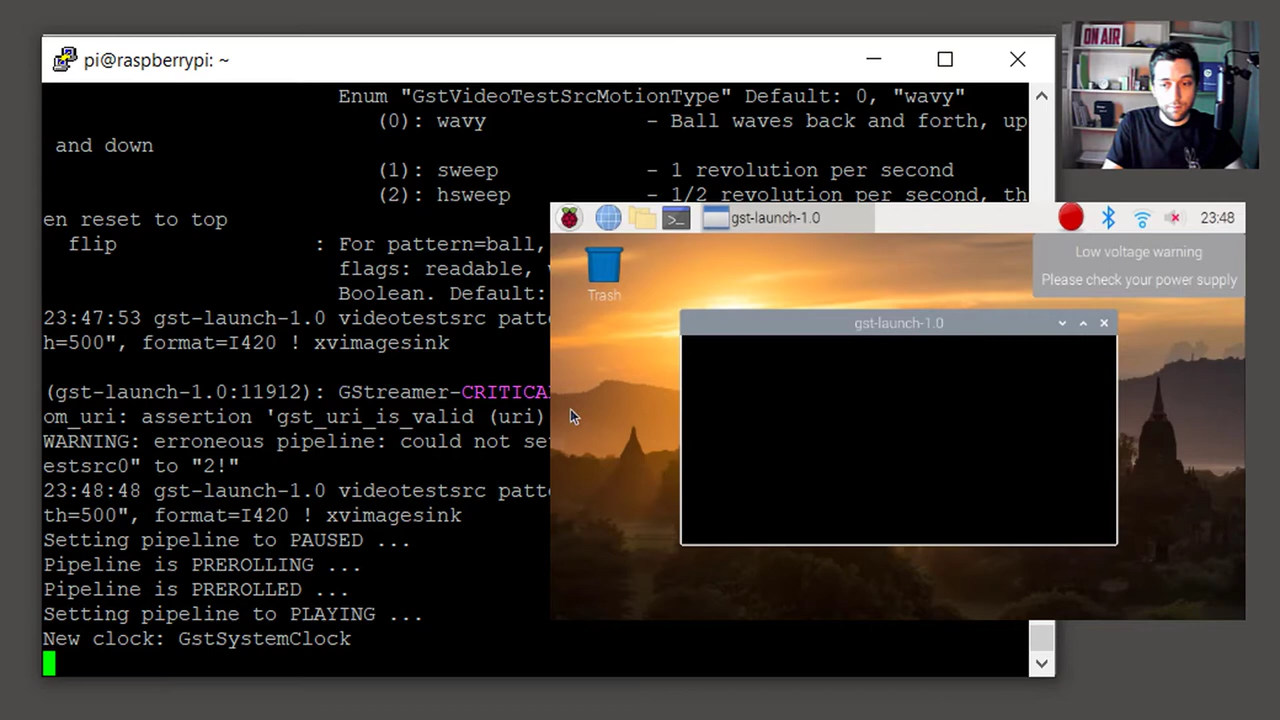 pi@raspberrypi: ~
ON AIR
Enum "GstVideoTestSrcMotionType" Default: 0, "wavy"
(0): wavy - Ball waves back and forth, up
and down
(1): sweep - 1 revolution per second
(2): hsweep - 1/2 revolution per second, th
en reset to top
flip : For pattern=ball,
flags: readable,
Boolean. Default:
23:47:53 gst-launch-1.0 videotestsrc patt
h=500", format=I420 ! xvimagesink
(gst-launch-1.0:11912): GStreamer-CRITICA
om_uri: assertion 'gst_uri_is_valid (uri)
WARNING: erroneous pipeline: could not se
estsrc0" to "2!"
23:48:48 gst-launch-1.0 videotestsrc patt
th=500", format=I420 ! xvimagesink
Setting pipeline to PAUSED ...
Pipeline is PREROLLING ...
Pipeline is PREROLLED ...
Setting pipeline to PLAYING ...
New clock: GstSystemClock
gst-launch-1.0
23:48
Low voltage warning
Please check your power supply
Trash
gst-launch-1.0